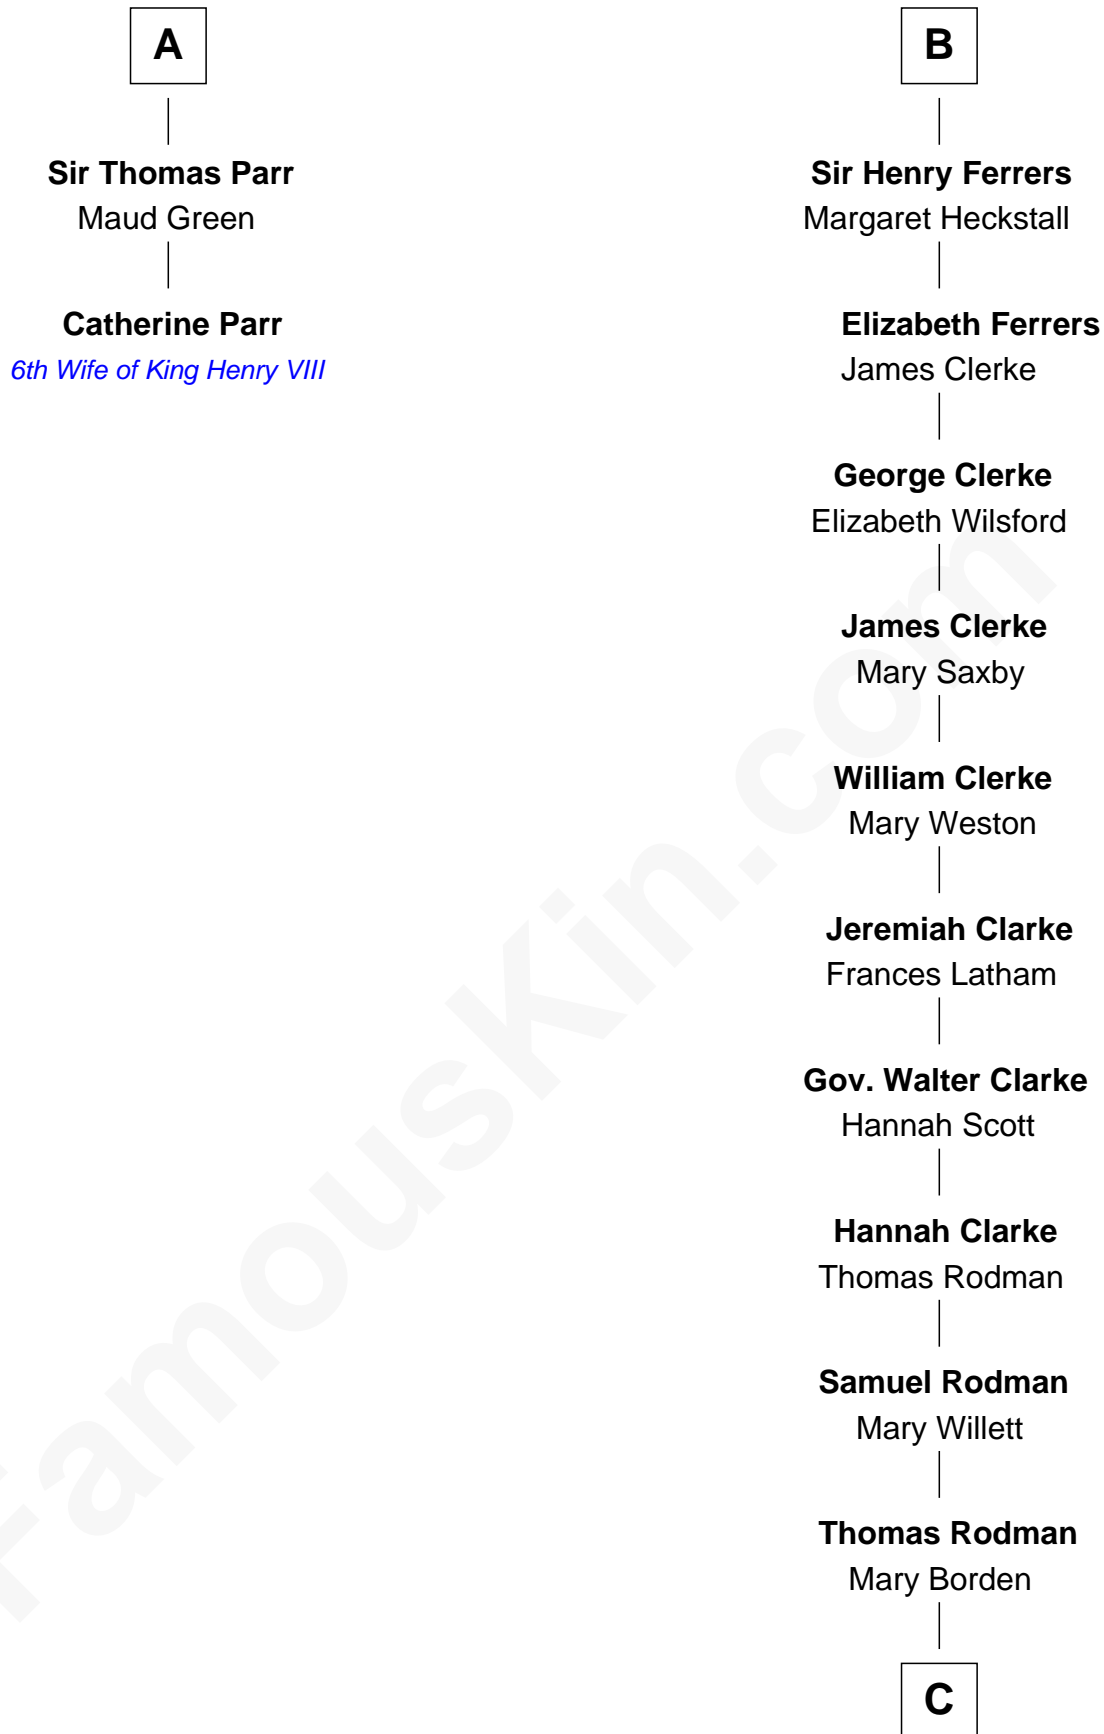 A
Sir Thomas Parr
Maud Green
Catherine Parr
6th Wife of King Henry VIII
B
Sir Henry Ferrers
Margaret Heckstall
Elizabeth Ferrers
James Clerke
George Clerke
Elizabeth Wilsford
James Clerke
Mary Saxby
William Clerke
Mary Weston
Jeremiah Clarke
Frances Latham
Gov. Walter Clarke
Hannah Scott
Hannah Clarke
Thomas Rodman
Samuel Rodman
Mary Willett
Thomas Rodman
Mary Borden
C
FamousKin.com